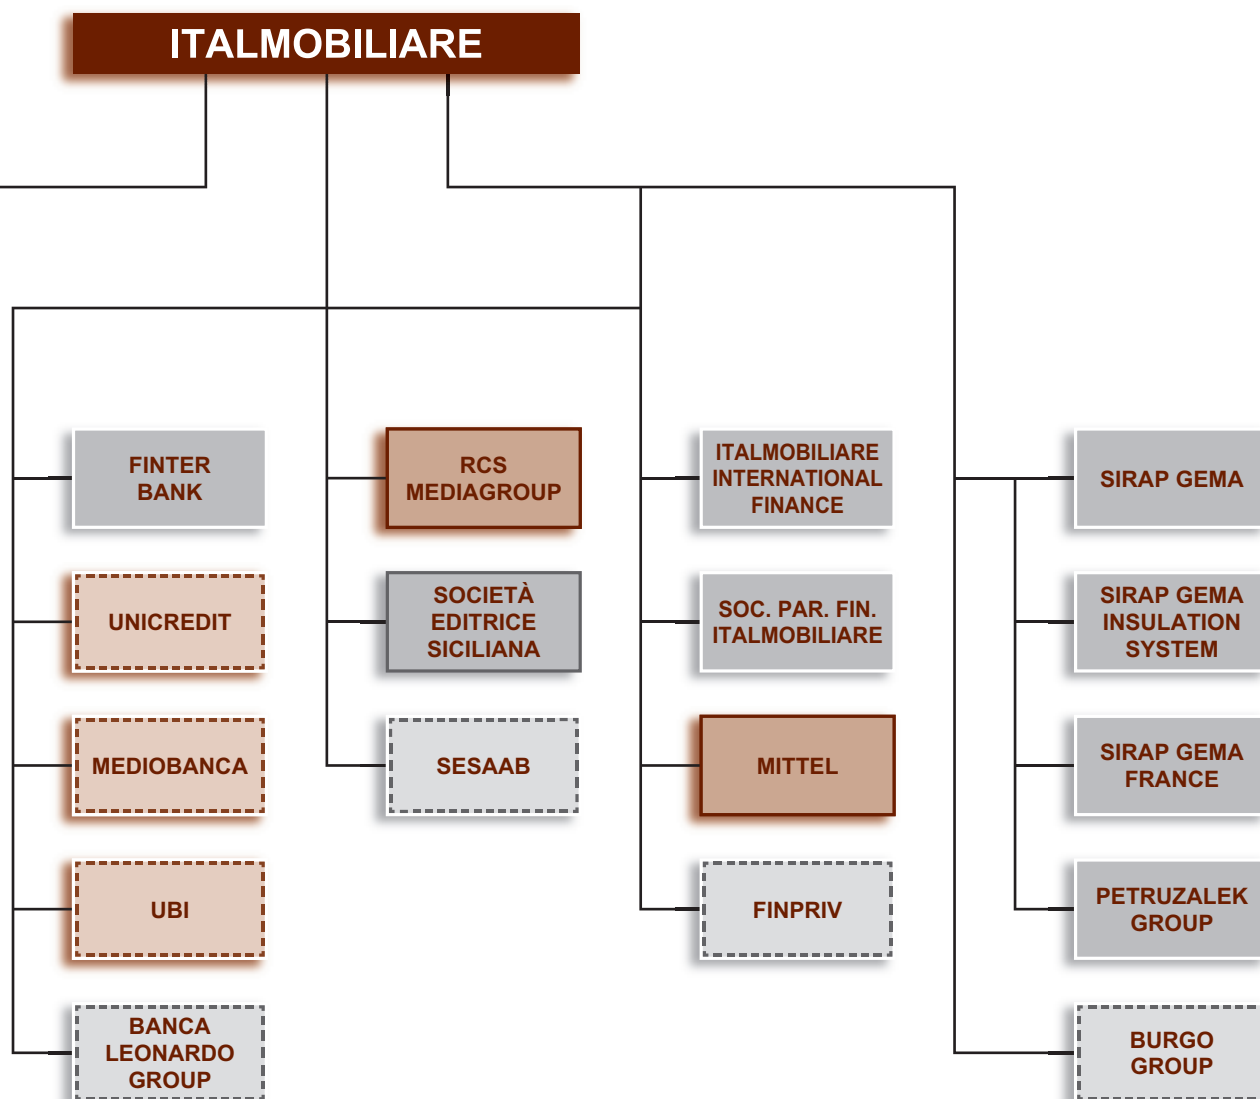 ITALMOBILIARE
FINTER
BANK
UNICREDIT
MEDIOBANCA
UBI
BANCA
LEONARDO
GROUP
RCS
MEDIAGROUP
SOCIETÀ
EDITRICE
SICILIANA
SESAAB
ITALMOBILIARE
INTERNATIONAL
FINANCE
SOC. PAR. FIN.
ITALMOBILIARE
MITTEL
FINPRIV
SIRAP GEMA
SIRAP GEMA
INSULATION
SYSTEM
SIRAP GEMA
FRANCE
PETRUZALEK
GROUP
BURGO
GROUP